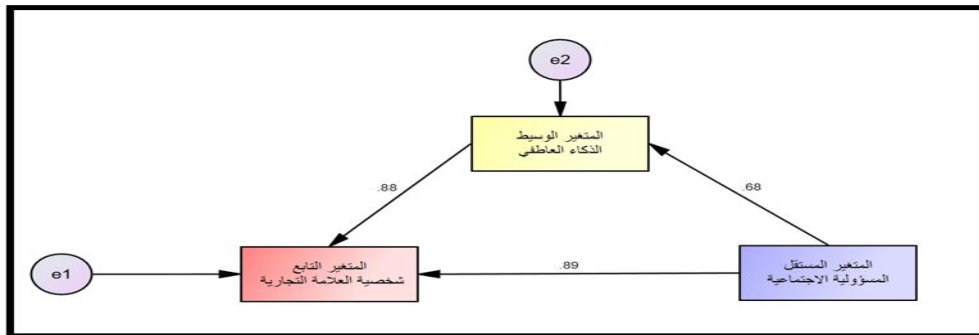 e2
المتغير الوسيط
الذكاء العاطفي
.88
.68
e1
المتغير التابع
شخصية العلامة التجارية
.89
المتغير المستقل
المسؤولية الاجتماعية